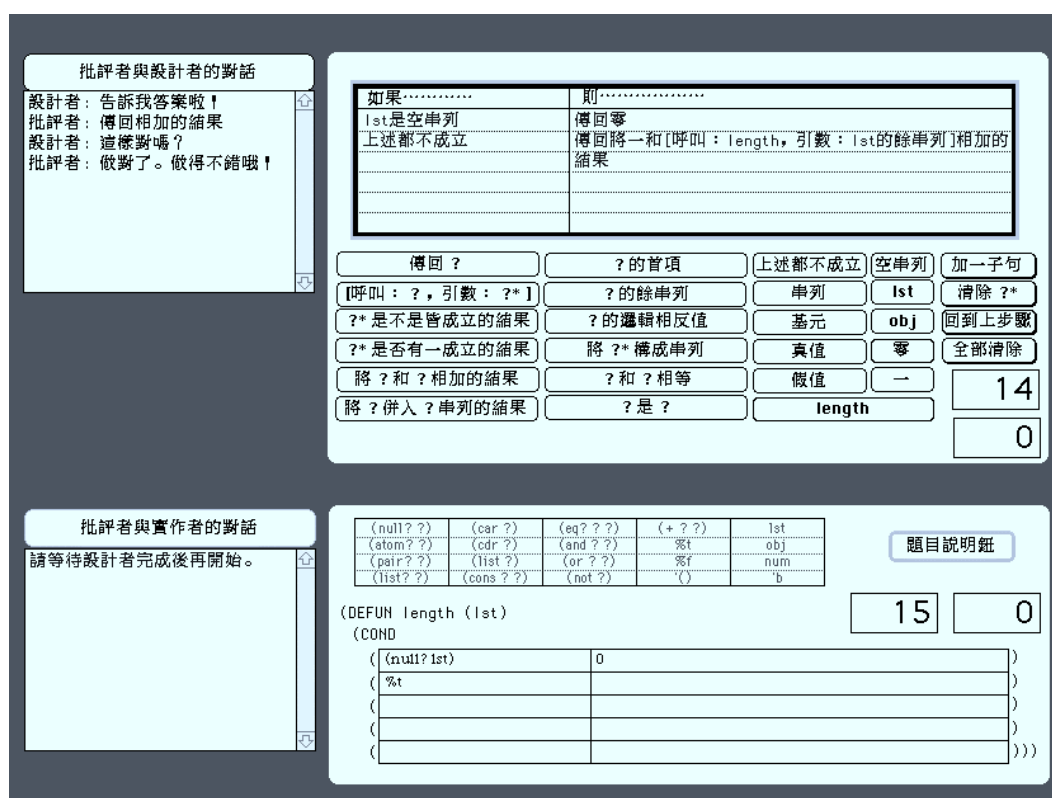 批評者與設計者的對話
設計者：告訴我答案啦！
批評者：傳回相加的結果
設計者：這樣對嗎？
批評者：做對了。做得不錯哦！
如果………… 則………………
lst是空串列 傳回零
上述都不成立 傳回將一和[呼叫：length，引數：lst的餘串列]相加的
結果
傳回 ? ? 的首項 上述都不成立 空串列 加一子句
[呼叫： ?，引數： ?* ] ? 的餘串列 串列 lst 清除 ?*
?* 是不是皆成立的結果 ? 的邏輯相反值 基元 obj 回到上步驟
?* 是否有一成立的結果 將 ?* 構成串列 真值 零 全部清除
將 ? 和 ? 相加的結果 ? 和 ? 相等 假值 一 14
將 ? 併入 ? 串列的結果 ? 是 ? length
0
批評者與實作者的對話
請等待設計者完成後再開始。
(null? ?) (car ?) (eq? ? ?) (+ ? ?) lst
(atom? ?) (cdr ?) (and ? ?) %t obj
(pair? ?) (list ?) (or ? ?) %f num
(list? ?) (cons ? ?) (not ?) '() 'b
題目說明鈕
(DEFUN length (lst) 15 0
(COND
( (null? lst) 0 )
( %t )
( )
( )
( )))